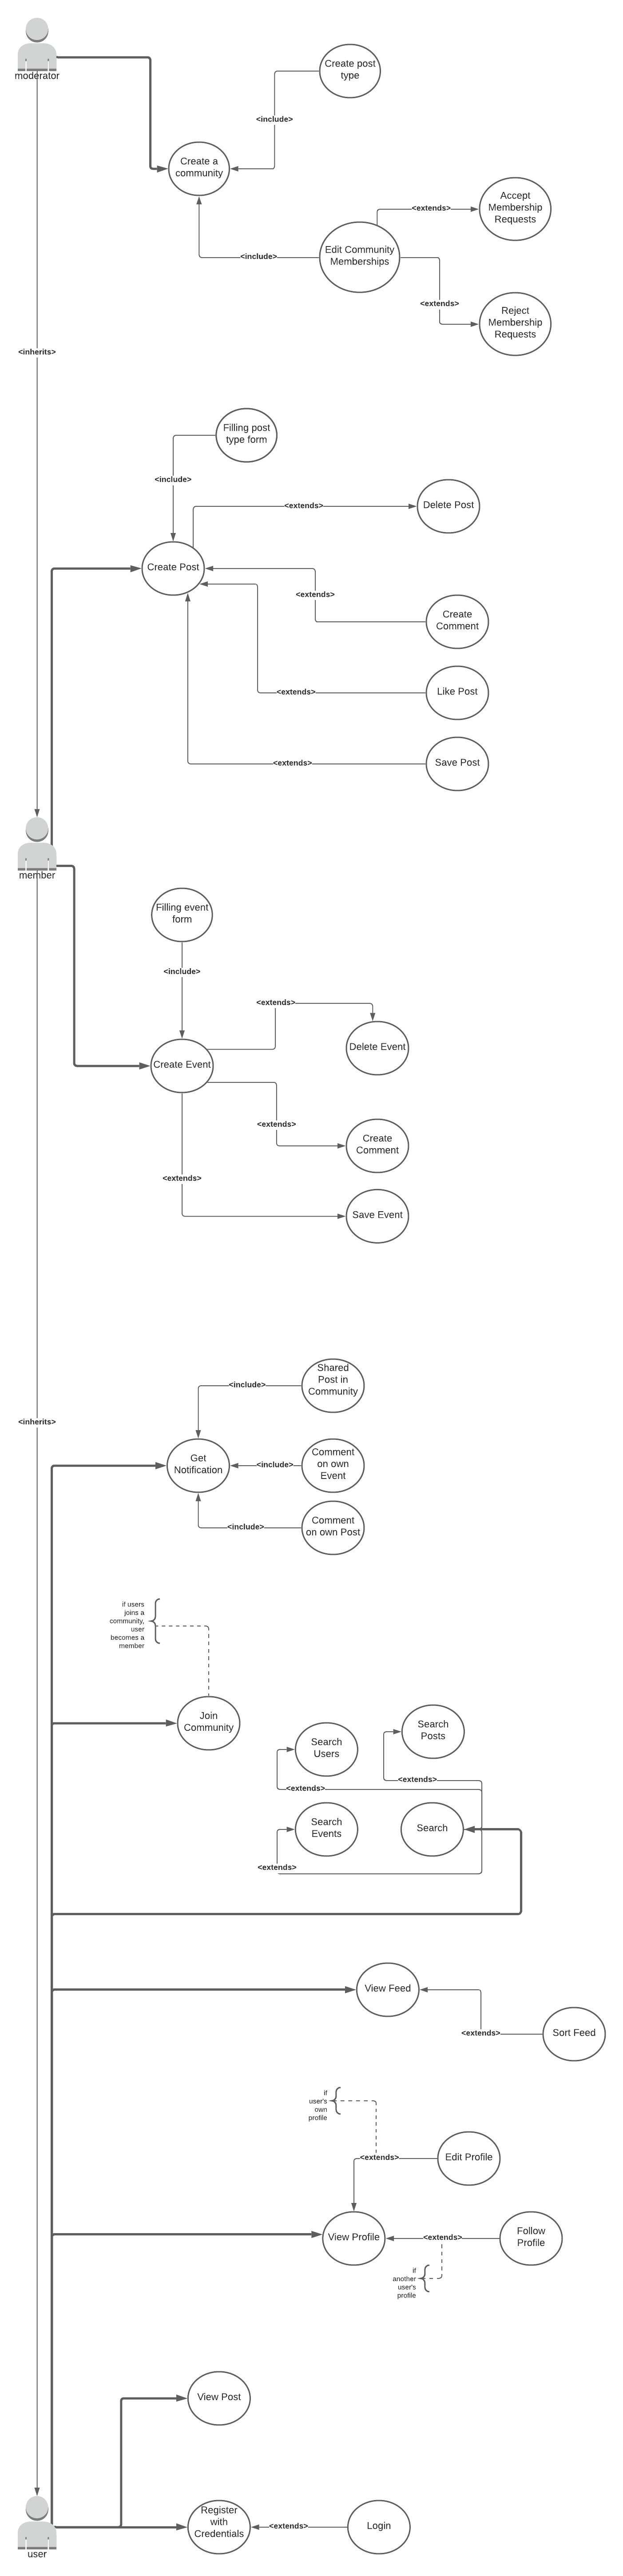 moderator
Create post
type
<include>
Create a
community
Accept
Membership
Requests
<extends>
Edit Community
Memberships
<include>
<extends>
Reject
Membership
Requests
<inherits>
Filling post
type form
<include>
<extends>
Delete Post
Create Post
<extends>
Create
Comment
<extends>
Like Post
<extends>
Save Post
member
Filling event
form
<include>
<extends>
Delete Event
Create Event
<extends>
Create
Comment
<extends>
Save Event
Shared
Post in
Community
<include>
<inherits>
Get
Notification
<include>
Comment
on own
Event
<include>
Comment
on own Post
if users
joins a
community,
user
becomes a
member
Join
Community
Search
Users
Search
Posts
<extends>
<extends>
Search
Events
Search
<extends>
View Feed
<extends>
Sort Feed
if
user's
own
profile
<extends>
Edit Profile
View Profile
<extends>
Follow
Profile
if
another
user's
profile
View Post
Register
with
Credentials
<extends>
Login
user